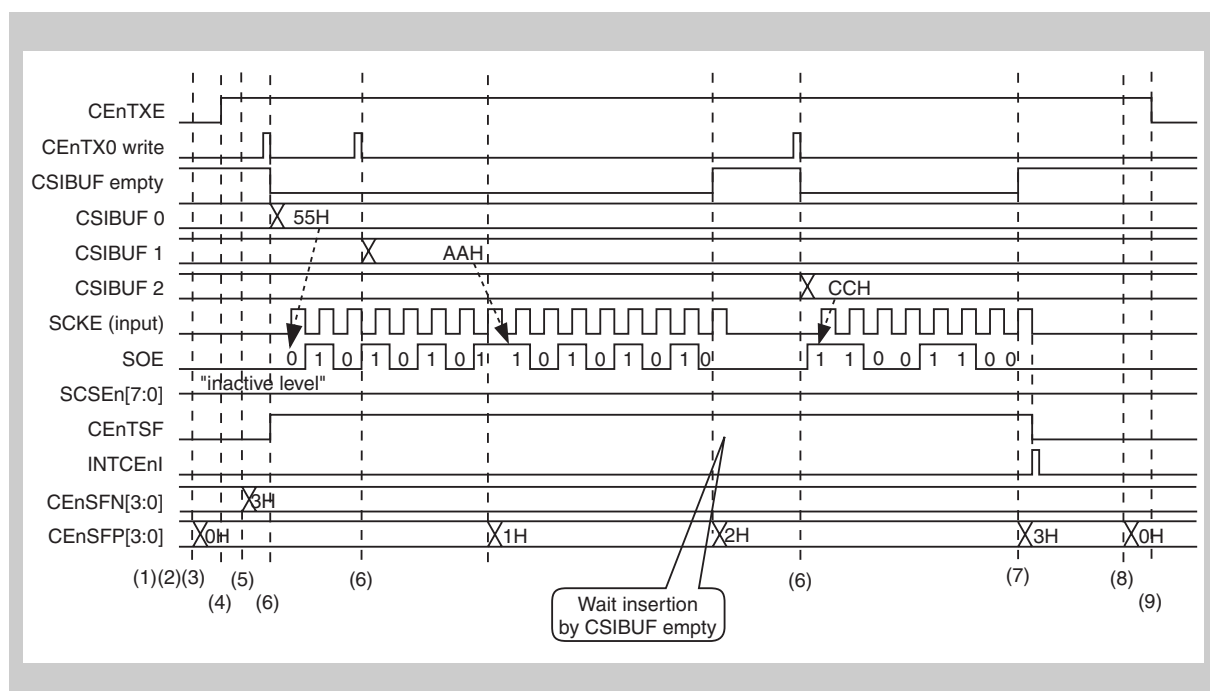 CEnTXE
CEnTX0 write
CSIBUF empty
CSIBUF 0
55H
CSIBUF 1
AAH
CSIBUF 2
CCH
SCKE (input)
SOE
0 1 0 1 0 1 0 1 1 0 1 0 1 0 1 0 1 1 0 0 1 1 0 0
"inactive level"
SCSEn[7:0]
CEnTSF
INTCEnI
CEnSFN[3:0]
3H
CEnSFP[3:0]
0H
1H
2H
3H
0H
(1)(2)(3)
(4)
(5)
(6)
(6)
(6)
(7)
(8)
(9)
Wait insertion
by CSIBUF empty